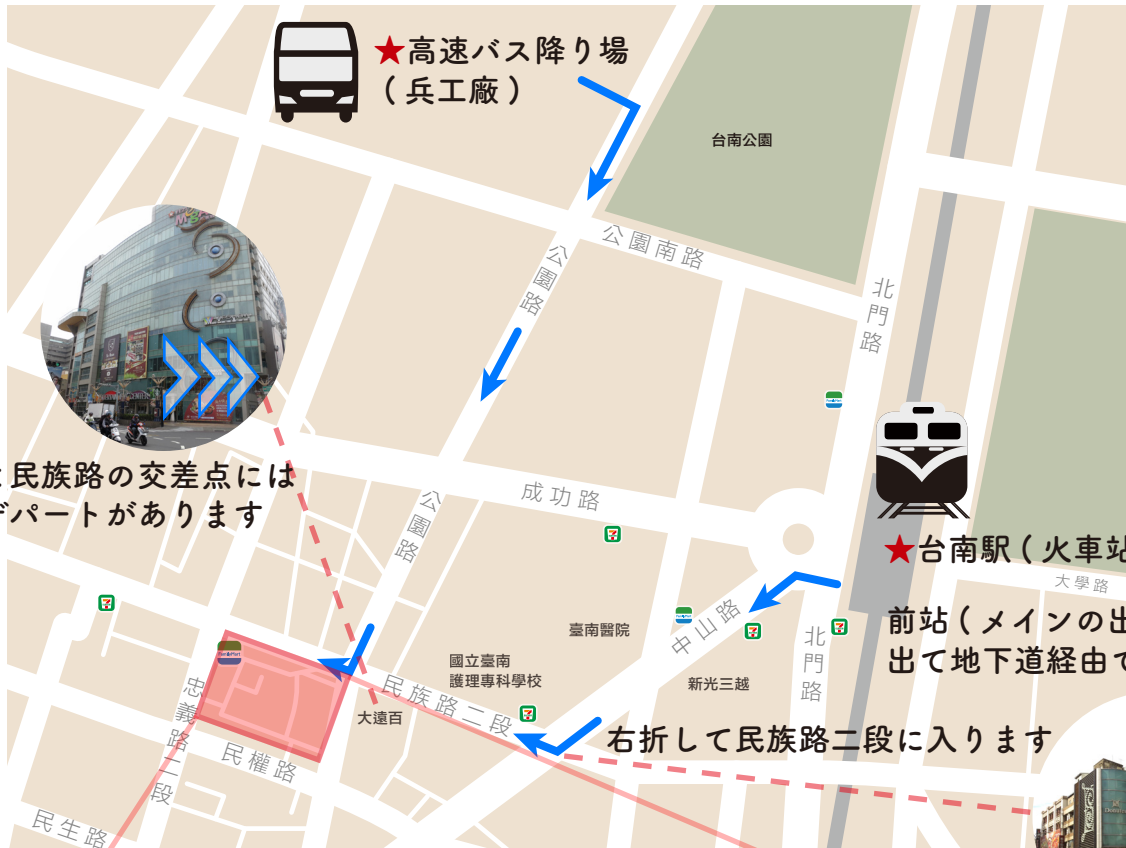 ★高速バス降り場
(兵工廠)
台南公園
公園南路
公園路
北門路
民族路の交差点には
デパートがあります
成功路
公園路
★台南駅(火車站
大學路
前站(メインの出
出て地下道経由で
中山路
北門路
臺南醫院
國立臺南
護理專科學校
新光三越
民族路二段
大遠百
右折して民族路二段に入ります
忠義路二段
民權路
民生路